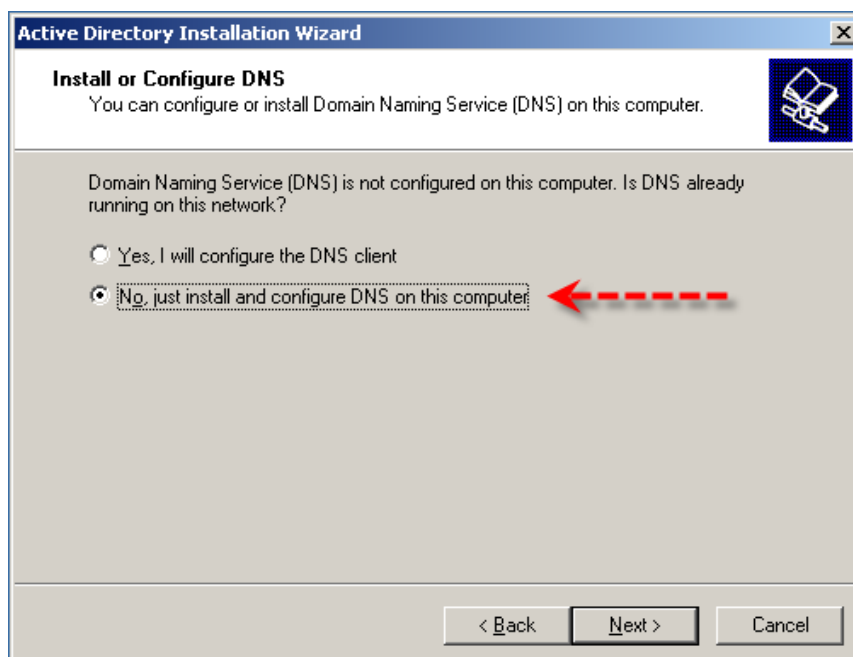 Active Directory Installation Wizard
Install or Configure DNS
You can configure or install Domain Naming Service (DNS) on this computer.
Domain Naming Service (DNS) is not configured on this computer. Is DNS already
running on this network?
Yes, I will configure the DNS client
No, just install and configure DNS on this computer
< Back
Next >
Cancel